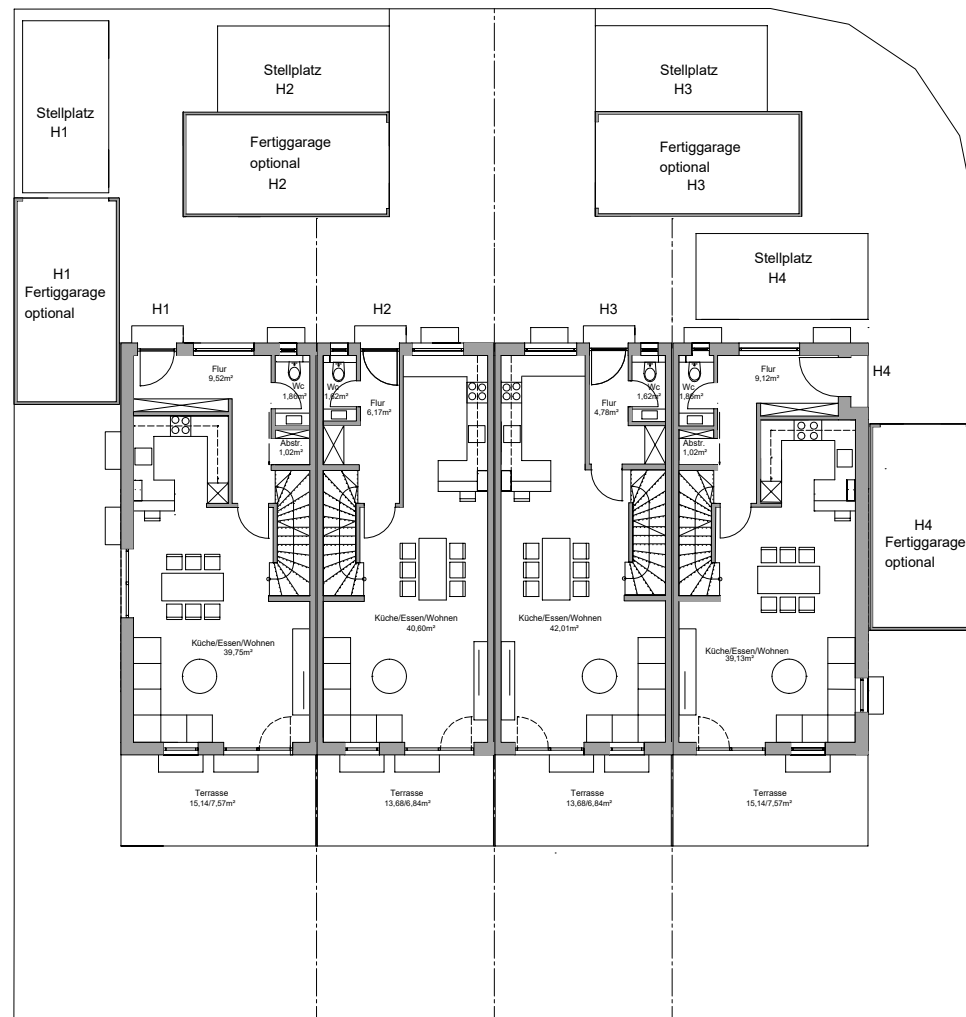 Stellplatz
H1
Stellplatz
H2
Stellplatz
H3
Fertiggarage
optional
H2
Fertiggarage
optional
H3
H1
Fertiggarage
optional
Stellplatz
H4
H1
H2
H3
H4
Flur
9,52m²
Wc
1,86m²
Abstr.
1,02m²
Küche/Essen/Wohnen
39,75m²
Wc
1,62m²
Flur
6,17m²
Küche/Essen/Wohnen
40,60m²
Flur
4,78m²
Wc
1,62m²
Küche/Essen/Wohnen
42,01m²
Wc
1,86m²
Flur
9,12m²
Abstr.
1,02m²
Küche/Essen/Wohnen
39,13m²
H4
Fertiggarage
optional
Terrasse
15,14/7,57m²
Terrasse
13,68/6,84m²
Terrasse
13,68/6,84m²
Terrasse
15,14/7,57m²